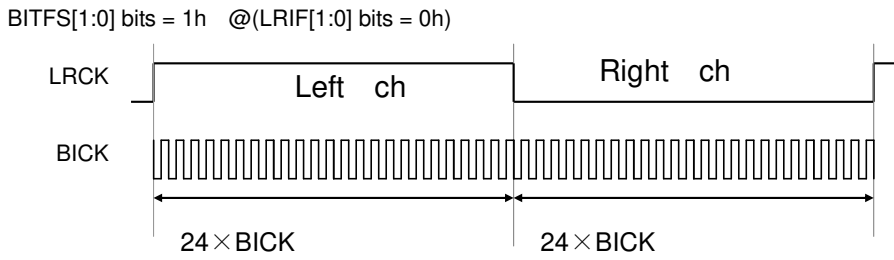 BITFS[1:0] bits = 1h @(LRIF[1:0] bits = 0h)
LRCK
Left ch
Right ch
BICK
24×BICK
24×BICK